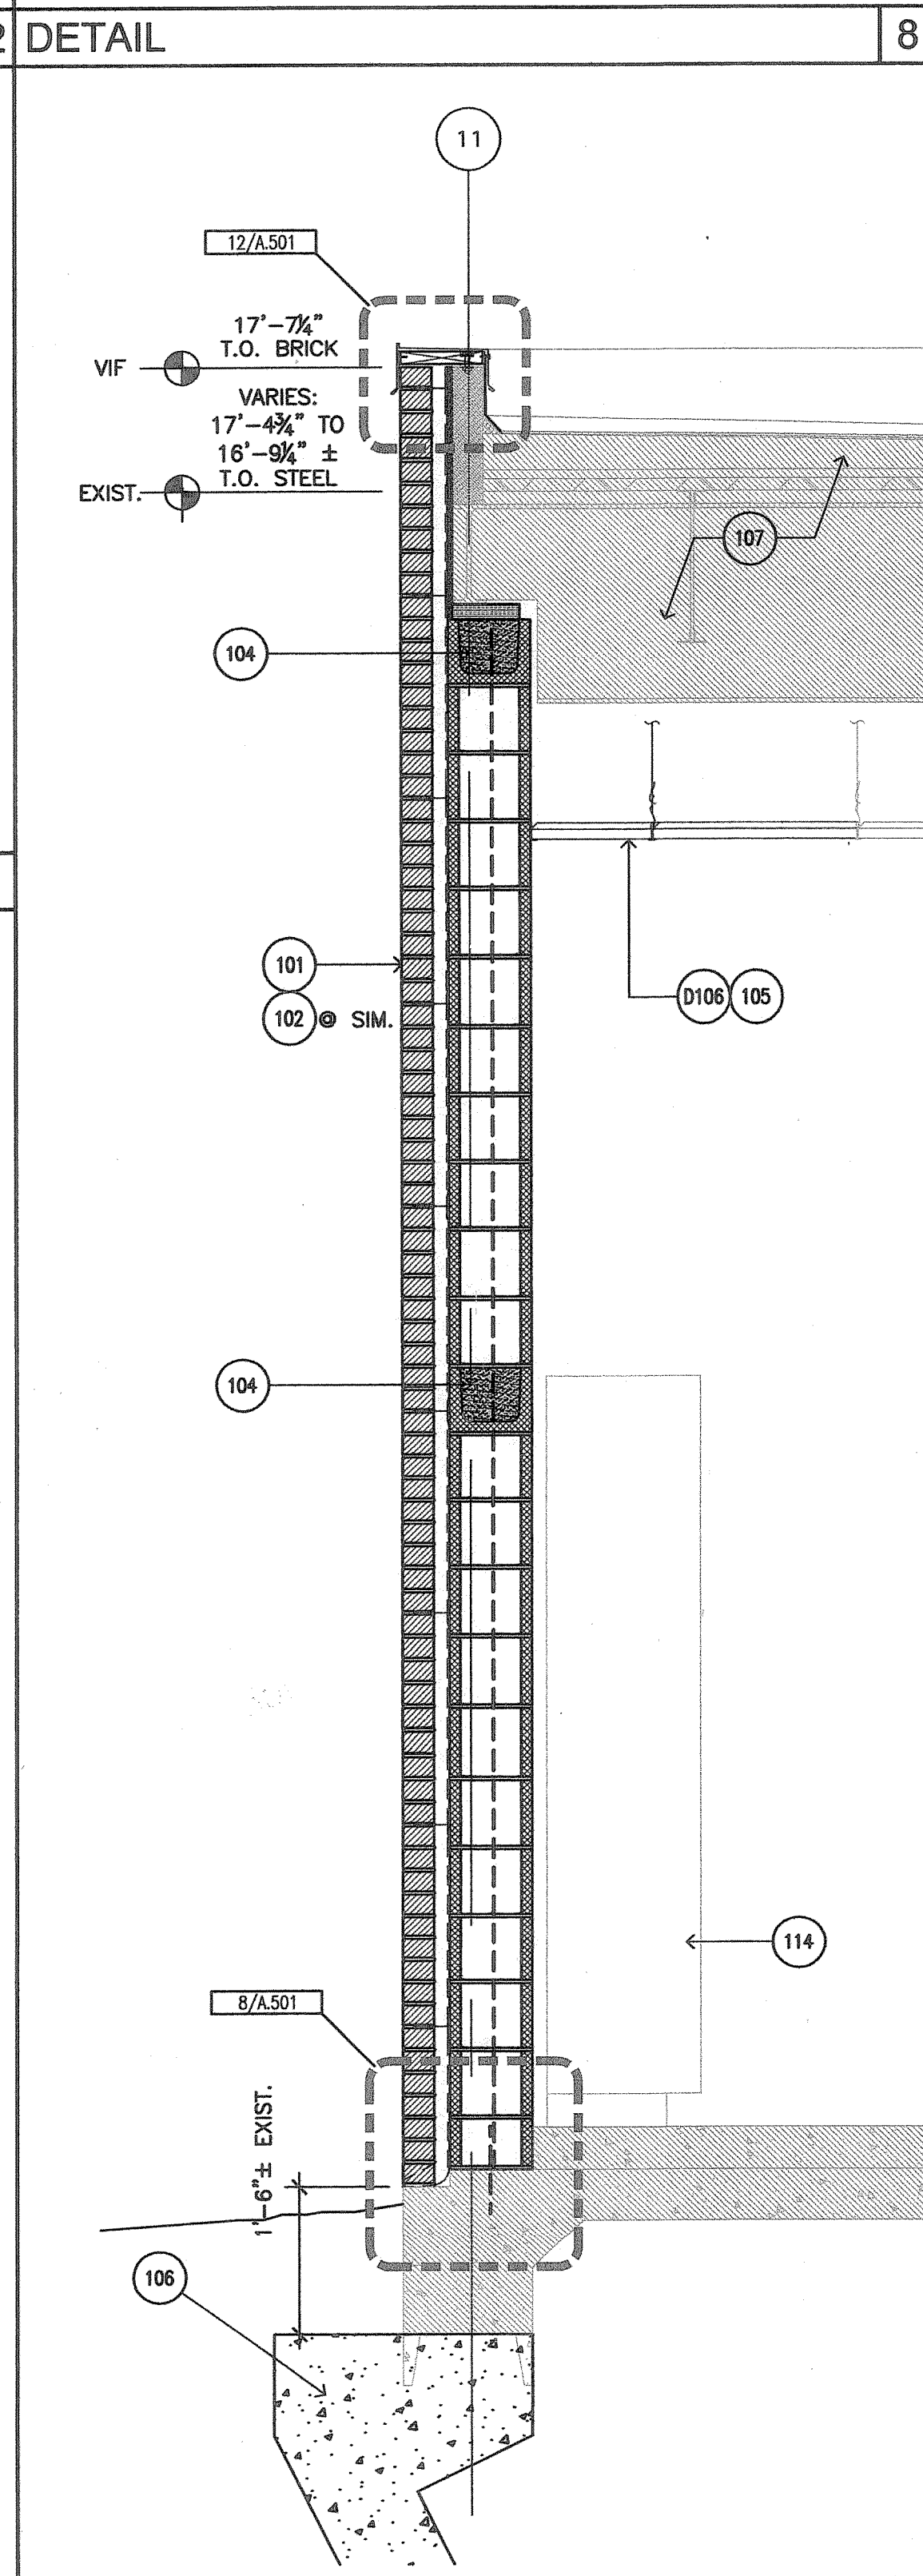 2
DETAIL
8
11
12/A.501
17'-7¼"
T.O. BRICK
VIF
VARIES:
17'-4¾" TO
16'-9¼" ±
T.O. STEEL
EXIST.
107
104
101
102 @ SIM.
D106 105
104
114
8/A.501
1'-6"± EXIST.
106